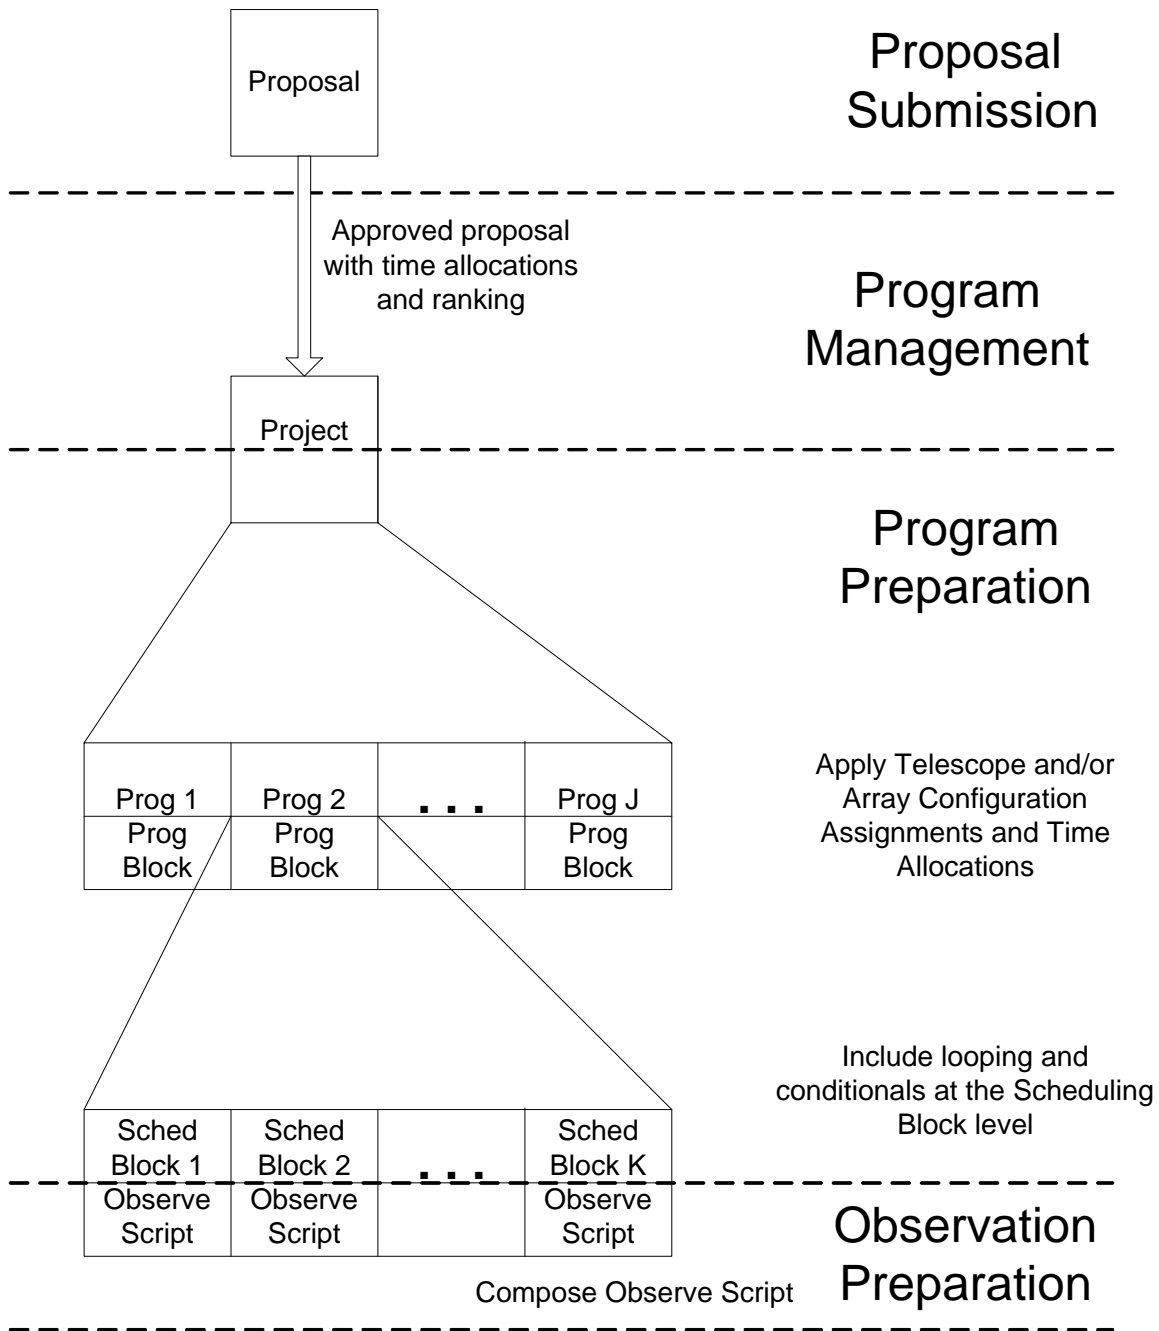 Proposal
Proposal
Submission
Approved proposal
with time allocations
and ranking
Program
Management
Project
Program
Preparation
Prog 1 Prog 2 . . . Prog J
Prog Block Prog Block Prog Block
Apply Telescope and/or
Array Configuration
Assignments and Time
Allocations
Include looping and
conditionals at the Scheduling
Block level
Sched Block 1 Sched Block 2 . . . Sched Block K
Observe Script Observe Script Observe Script
Observation
Preparation
Compose Observe Script